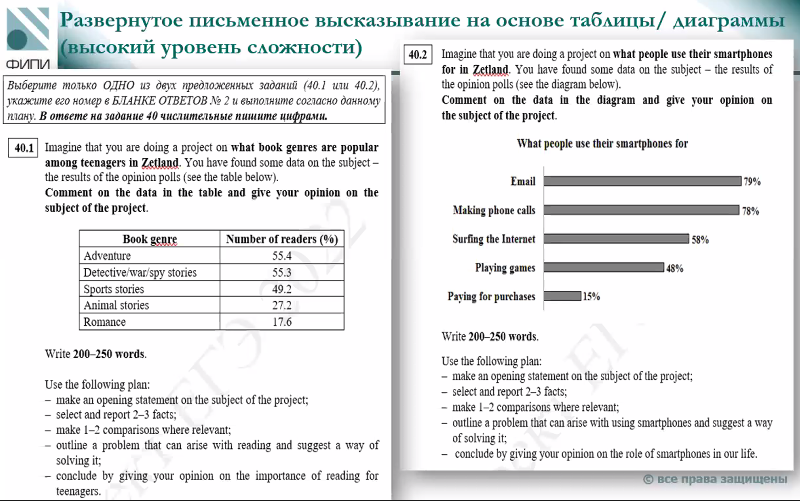 Развернутое письменное высказывание на основе таблицы/ диаграммы
(высокий уровень сложности)
ФИПИ
Выберите только ОДНО из двух предложенных заданий (40.1 или 40.2),
укажите его номер в БЛАНКЕ ОТВЕТОВ № 2 и выполните согласно данному
плану. В ответе на задание 40 числительные пишите цифрами.
40.1
Imagine that you are doing a project on what book genres are popular
among teenagers in Zetland. You have found some data on the subject –
the results of the opinion polls (see the table below).
Comment on the data in the table and give your opinion on the
subject of the project.
Book genre Number of readers (%)
Adventure 55.4
Detective/war/spy stories 55.3
Sports stories 49.2
Animal stories 27.2
Romance 17.6
Write 200–250 words.
Use the following plan:
– make an opening statement on the subject of the project;
– select and report 2–3 facts;
– make 1–2 comparisons where relevant;
– outline a problem that can arise with reading and suggest a way of
solving it;
– conclude by giving your opinion on the importance of reading for
teenagers.
40.2
Imagine that you are doing a project on what people use their smartphones
for in Zetland. You have found some data on the subject – the results of
the opinion polls (see the diagram below).
Comment on the data in the diagram and give your opinion on
the subject of the project.
What people use their smartphones for
Email 79%
Making phone calls 78%
Surfing the Internet 58%
Playing games 48%
Paying for purchases 15%
Write 200–250 words.
Use the following plan:
– make an opening statement on the subject of the project;
– select and report 2–3 facts;
– make 1–2 comparisons where relevant;
– outline a problem that can arise with using smartphones and suggest a way
of solving it;
– conclude by giving your opinion on the role of smartphones in our life.
© все права защищены